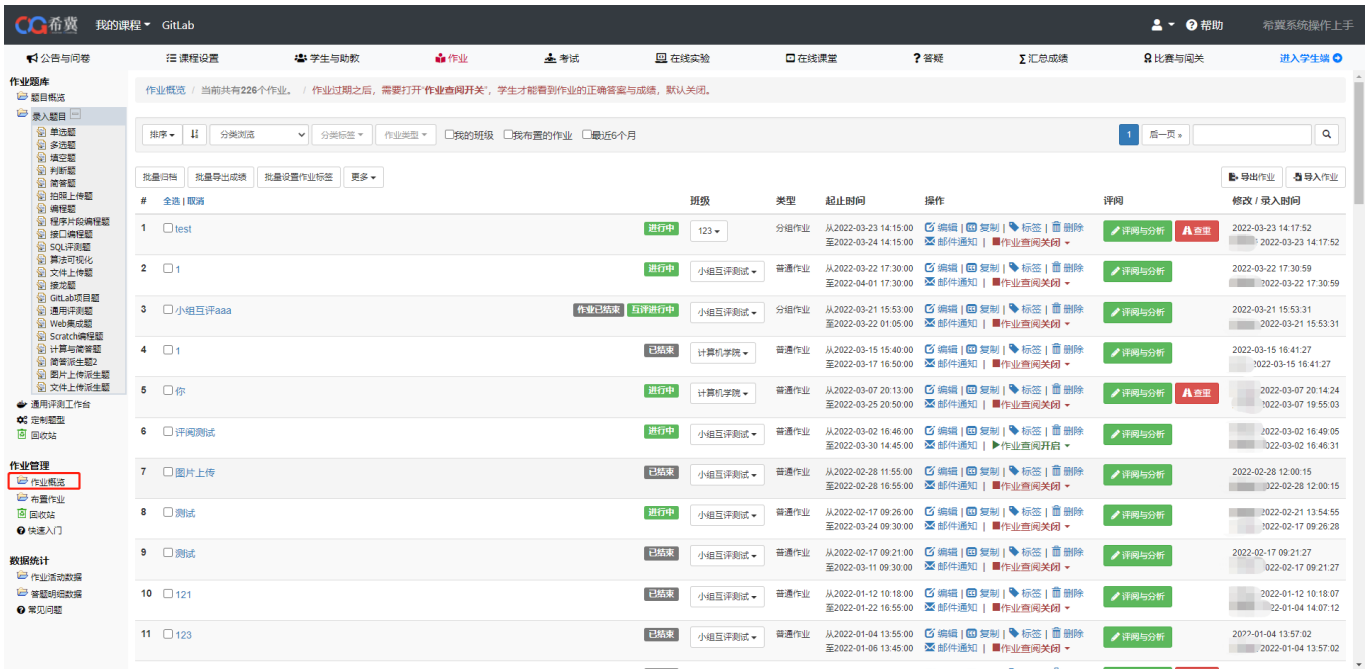 CG希冀 我的课程 GitLab 帮助 希冀系统操作上手
公告与问卷 课程设置 学生与助教 作业 考试 在线实验 在线课堂 答疑 汇总成绩 比赛与闯关 进入学生端
作业题库
题目概览
录入题目
单选题
多选题
填空题
判断题
简答题
拍照上传题
编程题
程序片段编程题
接口编程题
SQL评测题
算法可视化
文件上传题
接龙题
GitLab项目题
通用评测题
Web集成题
Scratch编程题
计算与简答题
简答派生题2
图片上传派生题
文件上传派生题
通用评测工作台
定制题型
回收站
作业管理
作业概览
布置作业
回收站
快速入门
数据统计
作业活动数据
答题明细数据
常见问题
作业概览 / 当前共有226个作业。 / 作业过期之后，需要打开“作业查阅开关”，学生才能看到作业的正确答案与成绩，默认关闭。
排序 分类浏览 分类标签 作业类型 我的班级 我布置的作业 最近6个月 1 后一页 »
批量归档 批量导出成绩 批量设置作业标签 更多 导出作业 导入作业
# 全选 | 取消 班级 类型 起止时间 操作 评阅 修改 / 录入时间
1 test 进行中 123 分组作业 从2022-03-23 14:15:00 编辑 | 复制 | 标签 | 删除 评阅与分析 查重 2022-03-23 14:17:52
至2022-03-24 14:15:00 邮件通知 | 作业查阅关闭 2022-03-23 14:17:52
2 1 进行中 小组互评测试 普通作业 从2022-03-22 17:30:00 编辑 | 复制 | 标签 | 删除 评阅与分析 2022-03-22 17:30:59
至2022-04-01 17:30:00 邮件通知 | 作业查阅关闭 2022-03-22 17:30:59
3 小组互评aaa 作业已结束 互评进行中 小组互评测试 分组作业 从2022-03-21 15:53:00 编辑 | 复制 | 标签 | 删除 评阅与分析 2022-03-21 15:53:31
至2022-03-22 01:05:00 邮件通知 | 作业查阅关闭 2022-03-21 15:53:31
4 1 已结束 计算机学院 普通作业 从2022-03-15 15:40:00 编辑 | 复制 | 标签 | 删除 评阅与分析 2022-03-15 16:41:27
至2022-03-17 16:50:00 邮件通知 | 作业查阅关闭 2022-03-15 16:41:27
5 你 进行中 计算机学院 普通作业 从2022-03-07 20:13:00 编辑 | 复制 | 标签 | 删除 评阅与分析 查重 2022-03-07 20:14:24
至2022-03-25 20:50:00 邮件通知 | 作业查阅关闭 2022-03-07 19:55:03
6 评阅测试 进行中 小组互评测试 普通作业 从2022-03-02 16:46:00 编辑 | 复制 | 标签 | 删除 评阅与分析 2022-03-02 16:49:05
至2022-03-30 14:45:00 邮件通知 | 作业查阅开启 2022-03-02 16:46:31
7 图片上传 已结束 小组互评测试 普通作业 从2022-02-28 11:55:00 编辑 | 复制 | 标签 | 删除 评阅与分析 2022-02-28 12:00:15
至2022-02-28 16:55:00 邮件通知 | 作业查阅关闭 022-02-28 12:00:15
8 测试 进行中 小组互评测试 普通作业 从2022-02-17 09:26:00 编辑 | 复制 | 标签 | 删除 评阅与分析 2022-02-21 13:54:55
至2022-03-24 09:30:00 邮件通知 | 作业查阅关闭 2022-02-17 09:26:28
9 测试 已结束 小组互评测试 普通作业 从2022-02-17 09:21:00 编辑 | 复制 | 标签 | 删除 评阅与分析 2022-02-17 09:21:27
至2022-03-11 09:30:00 邮件通知 | 作业查阅关闭 022-02-17 09:21:27
10 121 已结束 小组互评测试 普通作业 从2022-01-12 10:18:00 编辑 | 复制 | 标签 | 删除 评阅与分析 2022-01-12 10:18:07
至2022-01-22 16:55:00 邮件通知 | 作业查阅关闭 22-01-04 14:07:12
11 123 已结束 小组互评测试 普通作业 从2022-01-04 13:55:00 编辑 | 复制 | 标签 | 删除 评阅与分析 2022-01-04 13:57:02
至2022-01-06 13:45:00 邮件通知 | 作业查阅关闭 2022-01-04 13:57:02